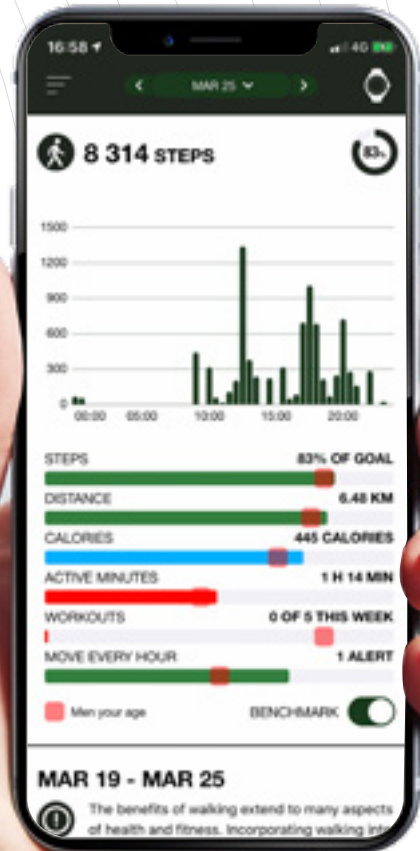 16:58
4G
MAR 25
8 314 STEPS
83%
1500
1200
900
600
300
0
00:00 05:00 10:00 15:00 20:00
STEPS 83% OF GOAL
DISTANCE 6.48 KM
CALORIES 445 CALORIES
ACTIVE MINUTES 1 H 14 MIN
WORKOUTS 0 OF 5 THIS WEEK
MOVE EVERY HOUR 1 ALERT
Men your age BENCHMARK
MAR 19 - MAR 25
The benefits of walking extend to many aspects
of health and fitness. Incorporating walking into